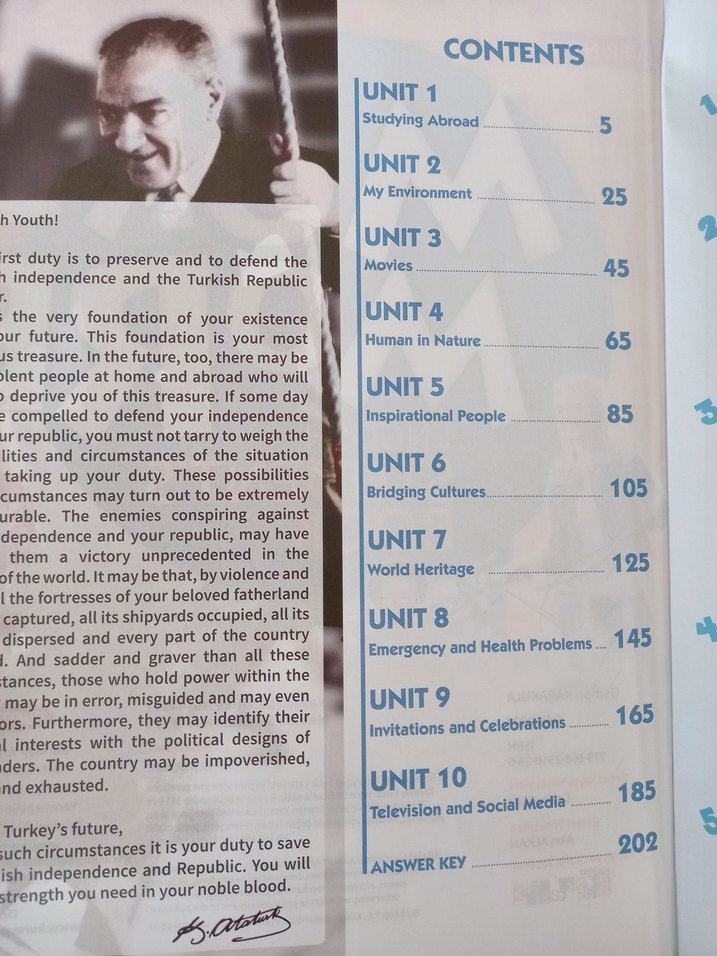 h Youth!
irst duty is to preserve and to defend the
h independence and the Turkish Republic
r.
s the very foundation of your existence
our future. This foundation is your most
us treasure. In the future, too, there may be
olent people at home and abroad who will
o deprive you of this treasure. If some day
e compelled to defend your independence
ur republic, you must not tarry to weigh the
lities and circumstances of the situation
taking up your duty. These possibilities
cumstances may turn out to be extremely
urable. The enemies conspiring against
dependence and your republic, may have
them a victory unprecedented in the
of the world. It may be that, by violence and
l the fortresses of your beloved fatherland
captured, all its shipyards occupied, all its
dispersed and every part of the country
d. And sadder and graver than all these
stances, those who hold power within the
may be in error, misguided and may even
ors. Furthermore, they may identify their
l interests with the political designs of
aders. The country may be impoverished,
and exhausted.
Turkey's future,
such circumstances it is your duty to save
ish independence and Republic. You will
strength you need in your noble blood.
K. Atatürk
CONTENTS
UNIT 1
Studying Abroad ........ 5
UNIT 2
My Environment ........ 25
UNIT 3
Movies ........ 45
UNIT 4
Human in Nature ........ 65
UNIT 5
Inspirational People ........ 85
UNIT 6
Bridging Cultures ........ 105
UNIT 7
World Heritage ........ 125
UNIT 8
Emergency and Health Problems .... 145
UNIT 9
Invitations and Celebrations ........ 165
UNIT 10
Television and Social Media ........ 185
ANSWER KEY ........ 202
1
2
3
4
5